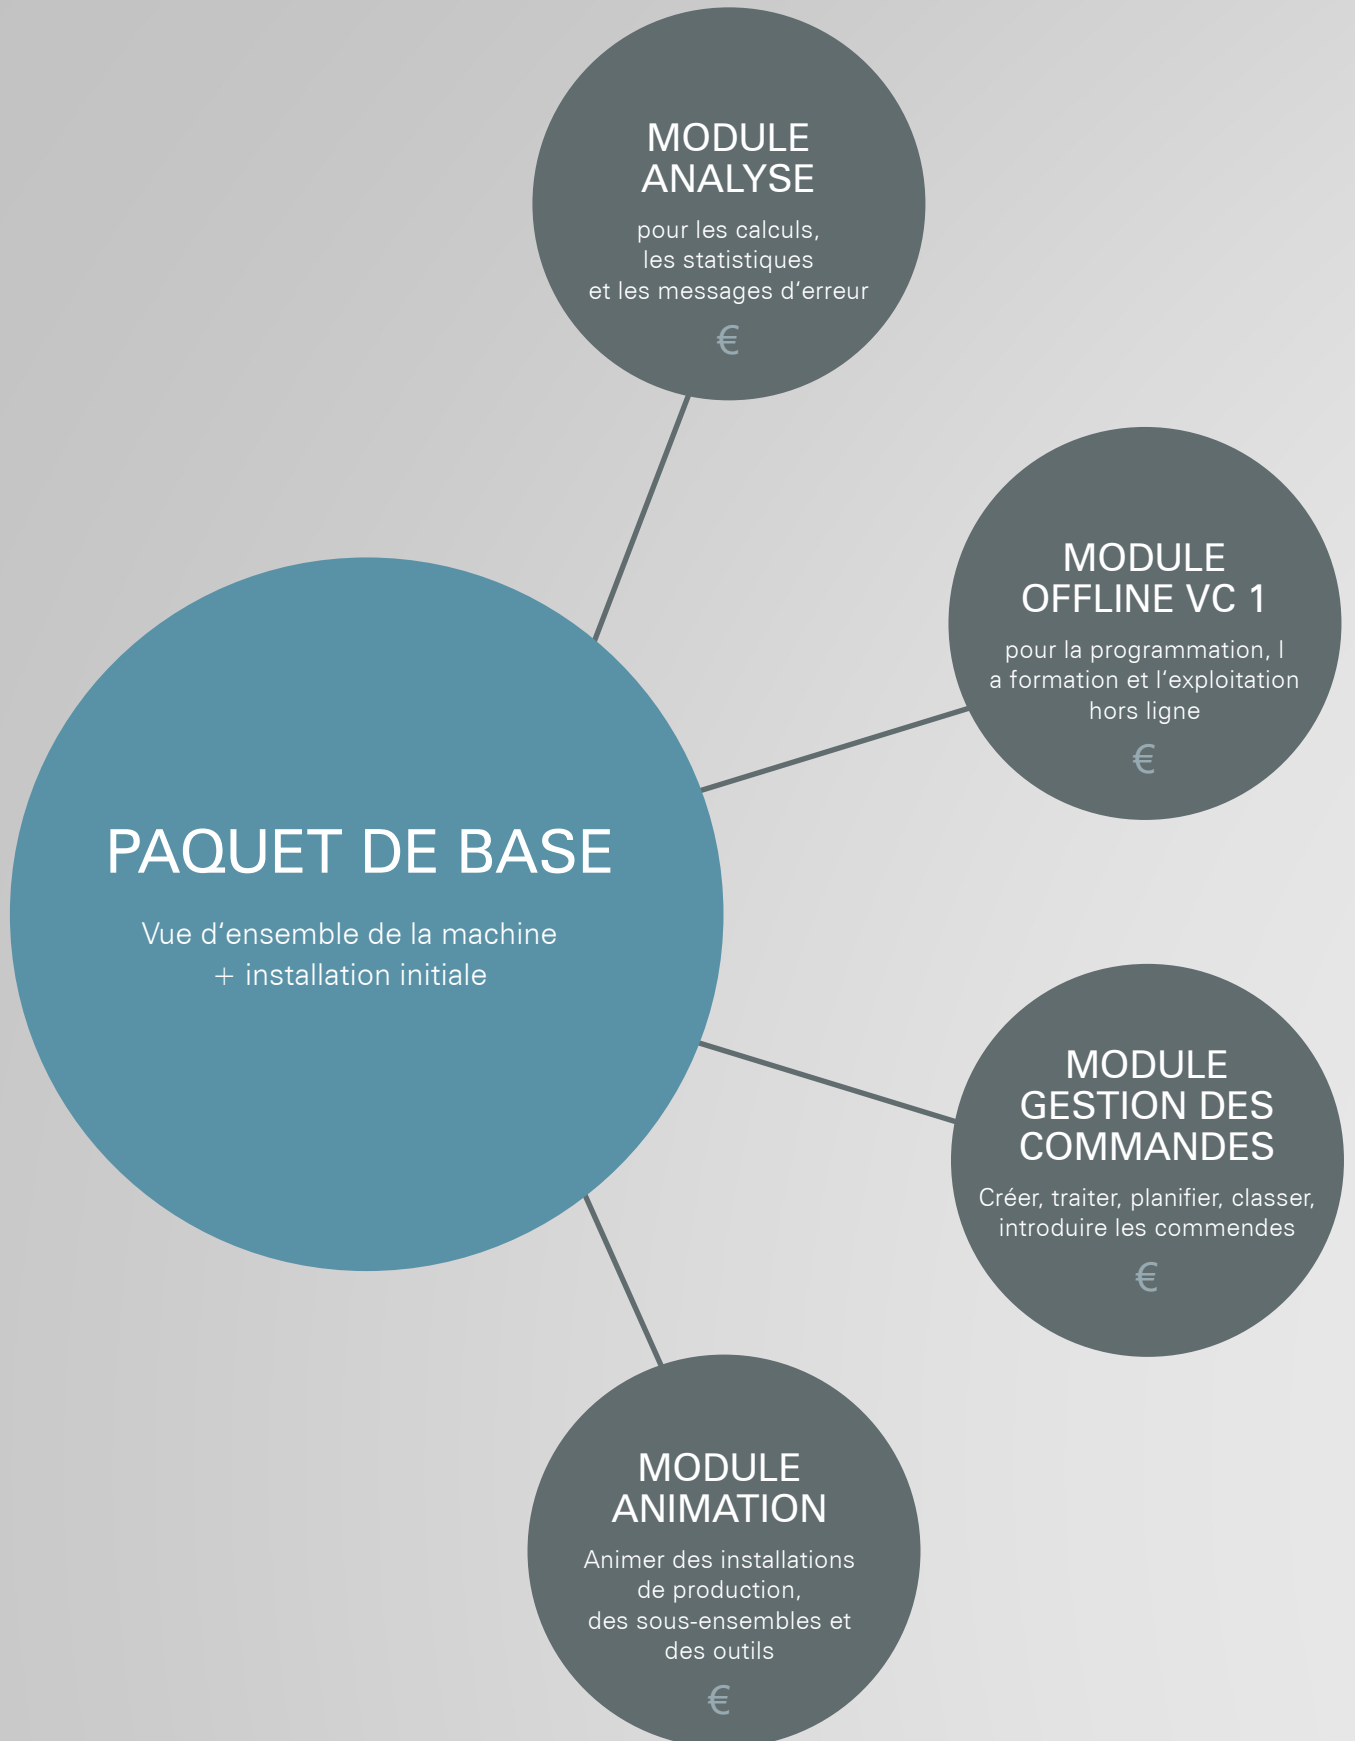 MODULE
ANALYSE
pour les calculs,
les statistiques
et les messages d‘erreur
€
MODULE
OFFLINE VC 1
pour la programmation, l
a formation et l‘exploitation
hors ligne
€
PAQUET DE BASE
Vue d‘ensemble de la machine
+ installation initiale
MODULE
GESTION DES
COMMANDES
Créer, traiter, planifier, classer,
introduire les commendes
€
MODULE
ANIMATION
Animer des installations
de production,
des sous-ensembles et
des outils
€